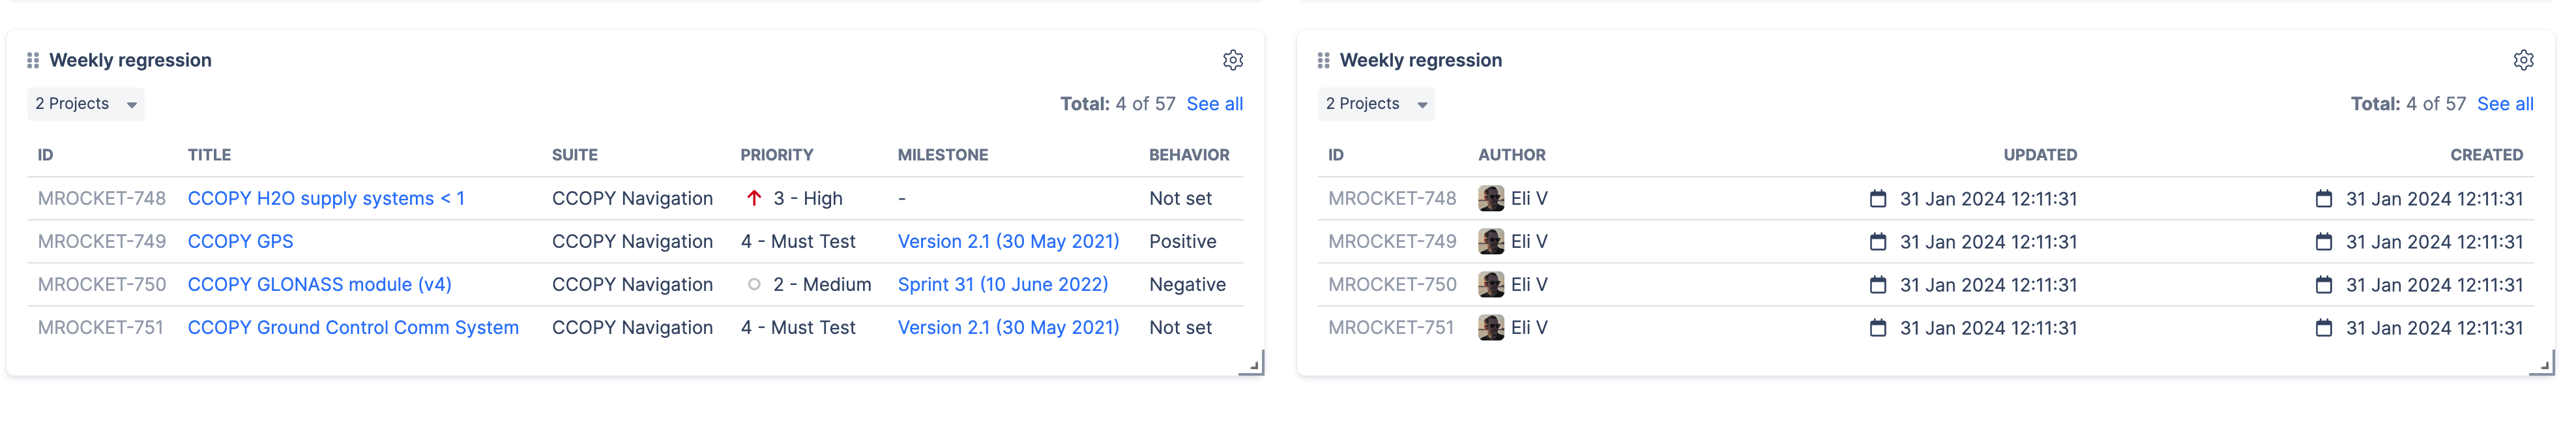 Weekly regression
2 Projects
Total: 4 of 57 See all
ID TITLE SUITE PRIORITY MILESTONE BEHAVIOR
MROCKET-748 CCOPY H2O supply systems < 1 CCOPY Navigation 3 - High - Not set
MROCKET-749 CCOPY GPS CCOPY Navigation 4 - Must Test Version 2.1 (30 May 2021) Positive
MROCKET-750 CCOPY GLONASS module (v4) CCOPY Navigation 2 - Medium Sprint 31 (10 June 2022) Negative
MROCKET-751 CCOPY Ground Control Comm System CCOPY Navigation 4 - Must Test Version 2.1 (30 May 2021) Not set
Weekly regression
2 Projects
Total: 4 of 57 See all
ID AUTHOR UPDATED CREATED
MROCKET-748 Eli V 31 Jan 2024 12:11:31 31 Jan 2024 12:11:31
MROCKET-749 Eli V 31 Jan 2024 12:11:31 31 Jan 2024 12:11:31
MROCKET-750 Eli V 31 Jan 2024 12:11:31 31 Jan 2024 12:11:31
MROCKET-751 Eli V 31 Jan 2024 12:11:31 31 Jan 2024 12:11:31